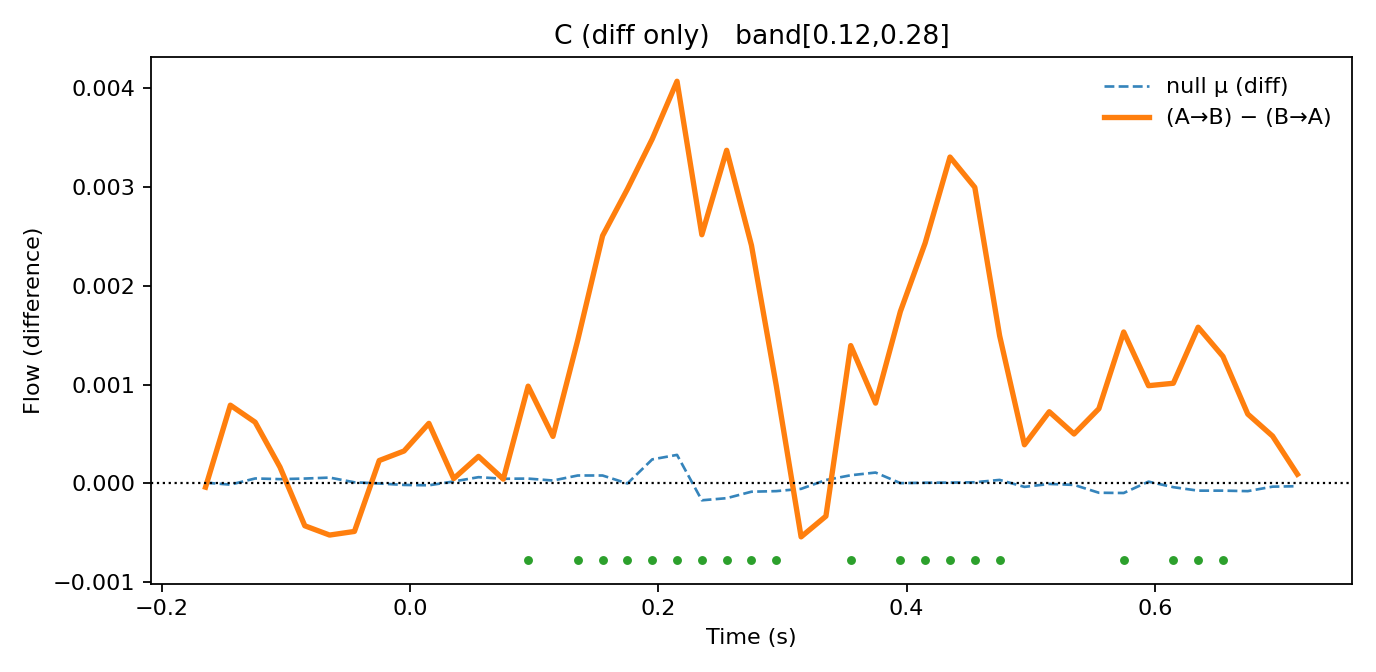 C (diff only)   band[0.12,0.28]
null μ (diff)
(A→B) − (B→A)
Flow (difference)
0.004
0.003
0.002
0.001
0.000
−0.001
−0.2
0.0
0.2
0.4
0.6
Time (s)